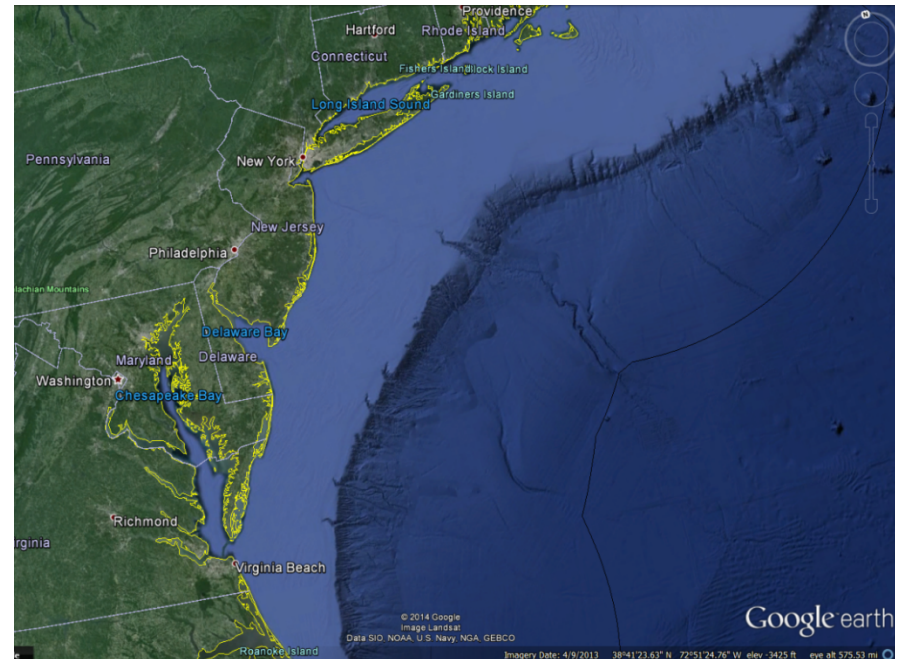 Providence
Hartford
Rhode Island
Connecticut
Fishers Island
Block Island
Gardiners Island
Long Island Sound
Pennsylvania
New York
New Jersey
Philadelphia
lachian Mountains
Delaware Bay
Maryland
Delaware
Washington
Chesapeake Bay
Richmond
rginia
Virginia Beach
© 2014 Google
Image Landsat
Data SIO, NOAA, U.S. Navy, NGA, GEBCO
Google earth
Roanoke Island
Imagery Date: 4/9/2013 38°41'23.63" N 72°51'24.76" W elev -3425 ft eye alt 575.53 mi